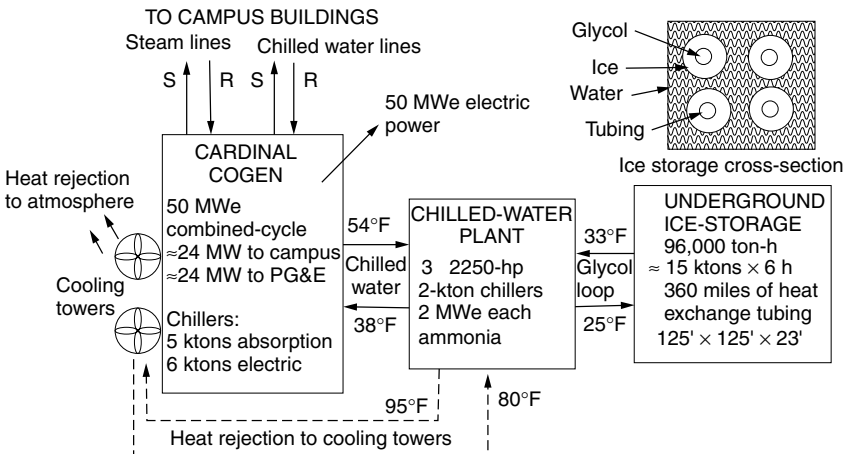 TO CAMPUS BUILDINGS
Steam lines
Chilled water lines
S
R
S
R
50 MWe electric
power
CARDINAL
COGEN
50 MWe
combined-cycle
≈24 MW to campus
≈24 MW to PG&E
Chillers:
5 ktons absorption
6 ktons electric
Heat rejection
to atmosphere
Cooling
towers
54°F
Chilled
water
38°F
CHILLED-WATER
PLANT
3 2250-hp
2-kton chillers
2 MWe each
ammonia
33°F
Glycol
loop
25°F
UNDERGROUND
ICE-STORAGE
96,000 ton-h
≈ 15 ktons × 6 h
360 miles of heat
exchange tubing
125' × 125' × 23'
Glycol
Ice
Water
Tubing
Ice storage cross-section
95°F
80°F
Heat rejection to cooling towers